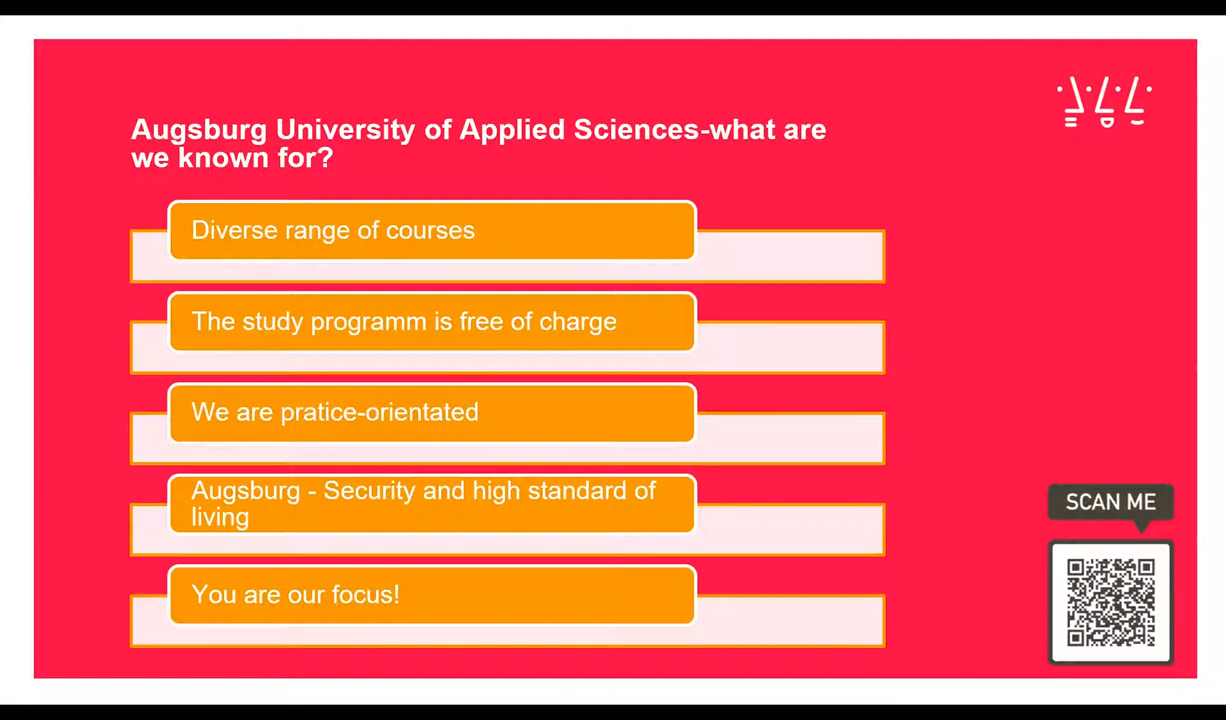 Augsburg University of Applied Sciences-what are
we known for?
Diverse range of courses
The study programm is free of charge
We are pratice-orientated
Augsburg - Security and high standard of
living
You are our focus!
SCAN ME